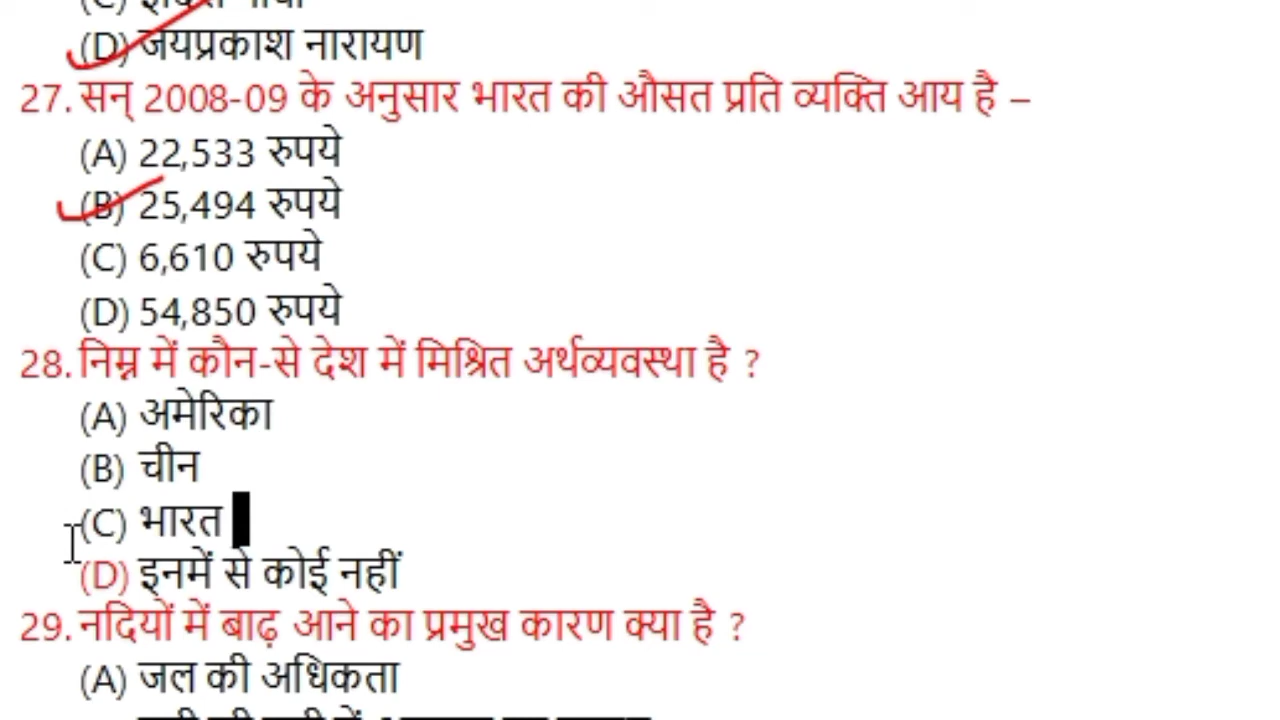 (D) जयप्रकाश नारायण
27. सन् 2008-09 के अनुसार भारत की औसत प्रति व्यक्ति आय है –
(A) 22,533 रुपये
(B) 25,494 रुपये
(C) 6,610 रुपये
(D) 54,850 रुपये
28. निम्न में कौन-से देश में मिश्रित अर्थव्यवस्था है ?
(A) अमेरिका
(B) चीन
(C) भारत
(D) इनमें से कोई नहीं
29. नदियों में बाढ़ आने का प्रमुख कारण क्या है ?
(A) जल की अधिकता